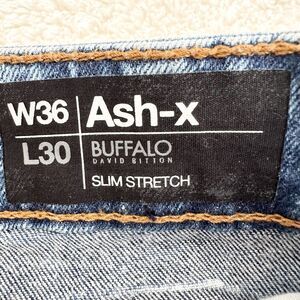 W36 Ash-x
L30 BUFFALO
DAVID BITTON
SLIM STRETCH